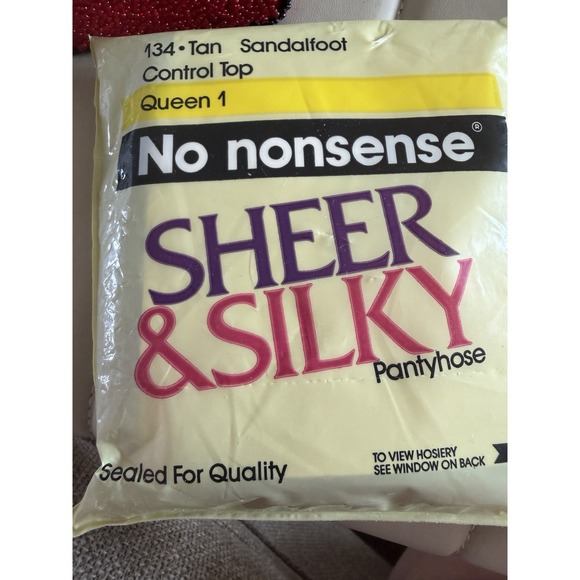 134 • Tan Sandalfoot
Control Top
Queen 1
No nonsense®
SHEER
& SILKY
Pantyhose
Sealed For Quality
TO VIEW HOSIERY
SEE WINDOW ON BACK